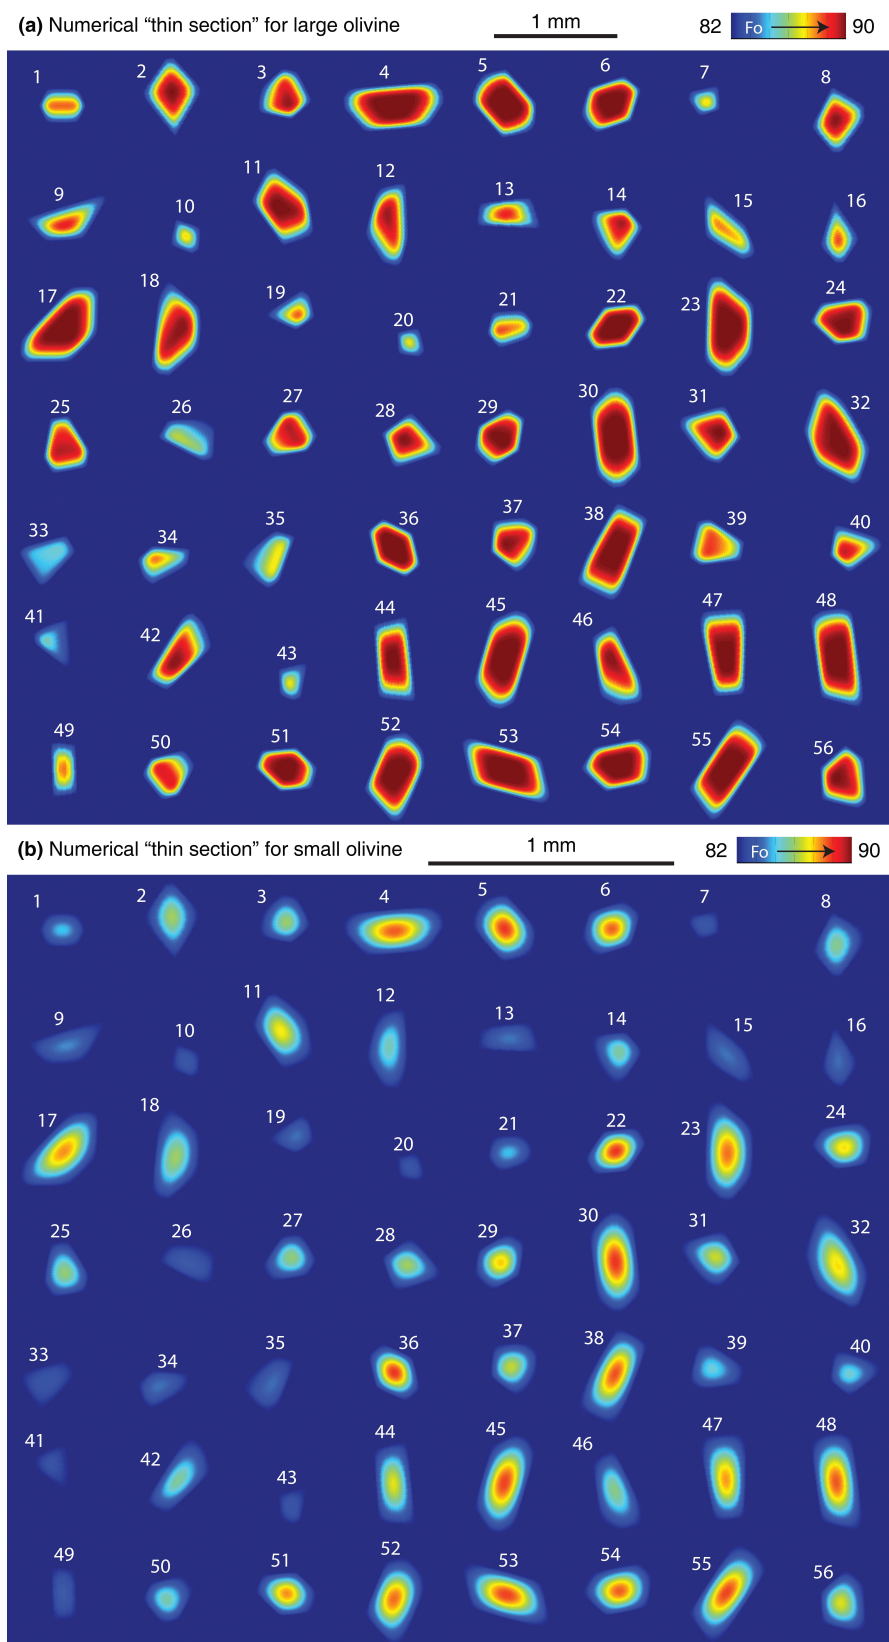 (a) Numerical “thin section” for large olivine 1 mm 82 Fo 90
1 2 3 4 5 6 7 8
9 10 11 12 13 14 15 16
17 18 19 20 21 22 23 24
25 26 27 28 29 30 31 32
33 34 35 36 37 38 39 40
41 42 43 44 45 46 47 48
49 50 51 52 53 54 55 56
(b) Numerical “thin section” for small olivine 1 mm 82 Fo 90
1 2 3 4 5 6 7 8
9 10 11 12 13 14 15 16
17 18 19 20 21 22 23 24
25 26 27 28 29 30 31 32
33 34 35 36 37 38 39 40
41 42 43 44 45 46 47 48
49 50 51 52 53 54 55 56